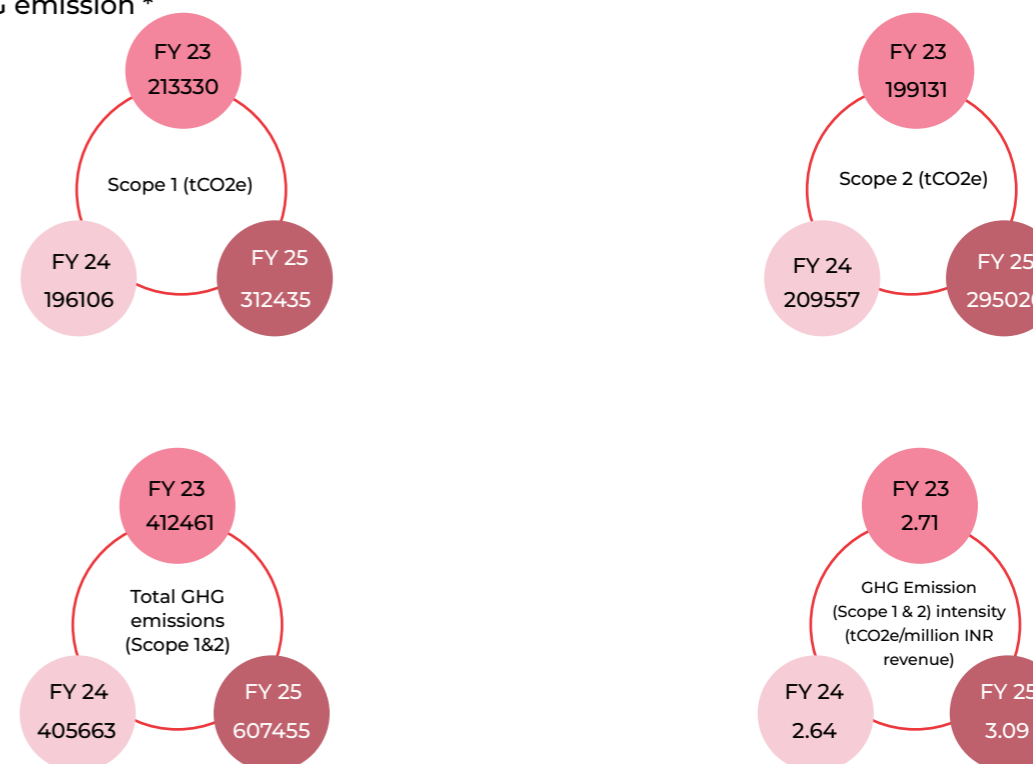 emission *
FY 23
213330
Scope 1 (tCO2e)
FY 24
196106
FY 25
312435
FY 23
199131
Scope 2 (tCO2e)
FY 24
209557
FY 25
FY 23
412461
Total GHG
emissions
(Scope 1&2)
FY 24
405663
FY 25
607455
FY 23
2.71
GHG Emission
(Scope 1 & 2) intensity
(tCO2e/million INR
revenue)
FY 24
2.64
FY 25
3.09